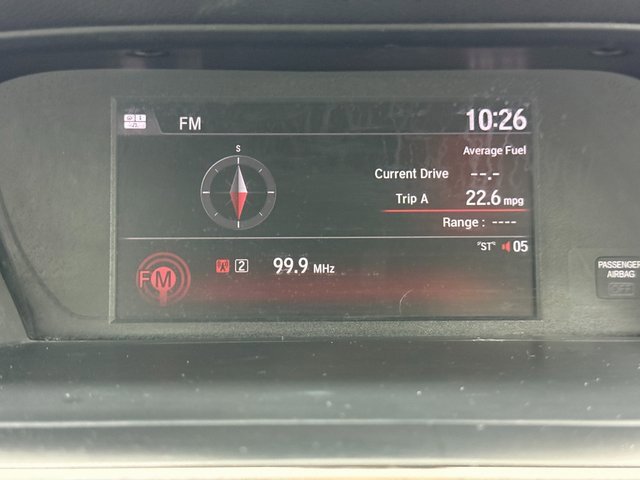 FM
10:26
S
Average Fuel
Current Drive --.-
Trip A 22.6 mpg
Range : ----
"ST" 05
FM 2 99.9 MHz
PASSENGER
AIRBAG
OFF